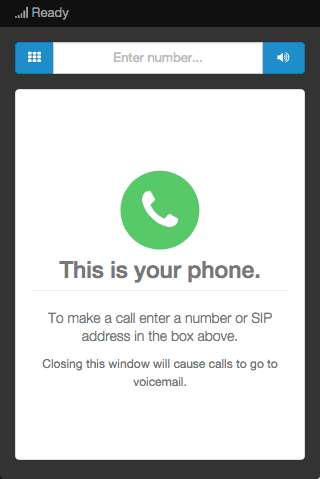 Ready
Enter number...
This is your phone.
To make a call enter a number or SIP
address in the box above.
Closing this window will cause calls to go to
voicemail.